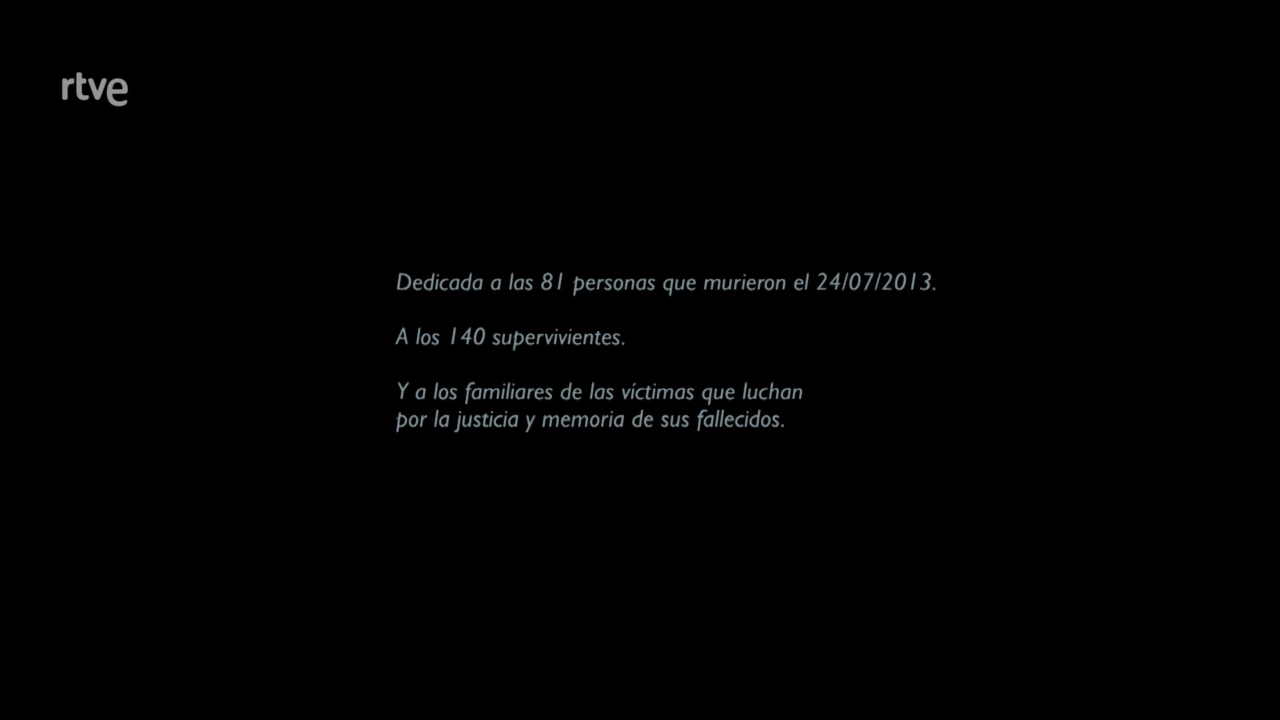 rtve
Dedicada a las 81 personas que murieron el 24/07/2013.
A los 140 supervivientes.
Y a los familiares de las víctimas que luchan
por la justicia y memoria de sus fallecidos.